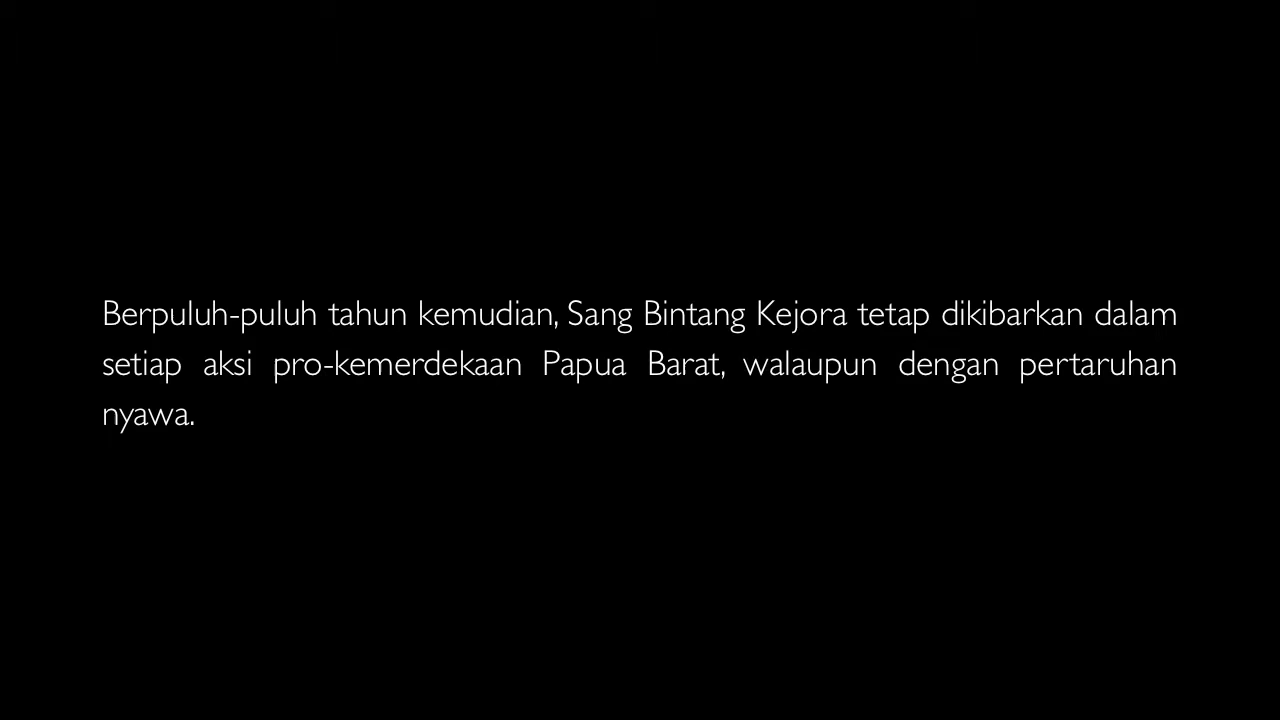 Berpuluh-puluh tahun kemudian, Sang Bintang Kejora tetap dikibarkan dalam
setiap aksi pro-kemerdekaan Papua Barat, walaupun dengan pertaruhan
nyawa.